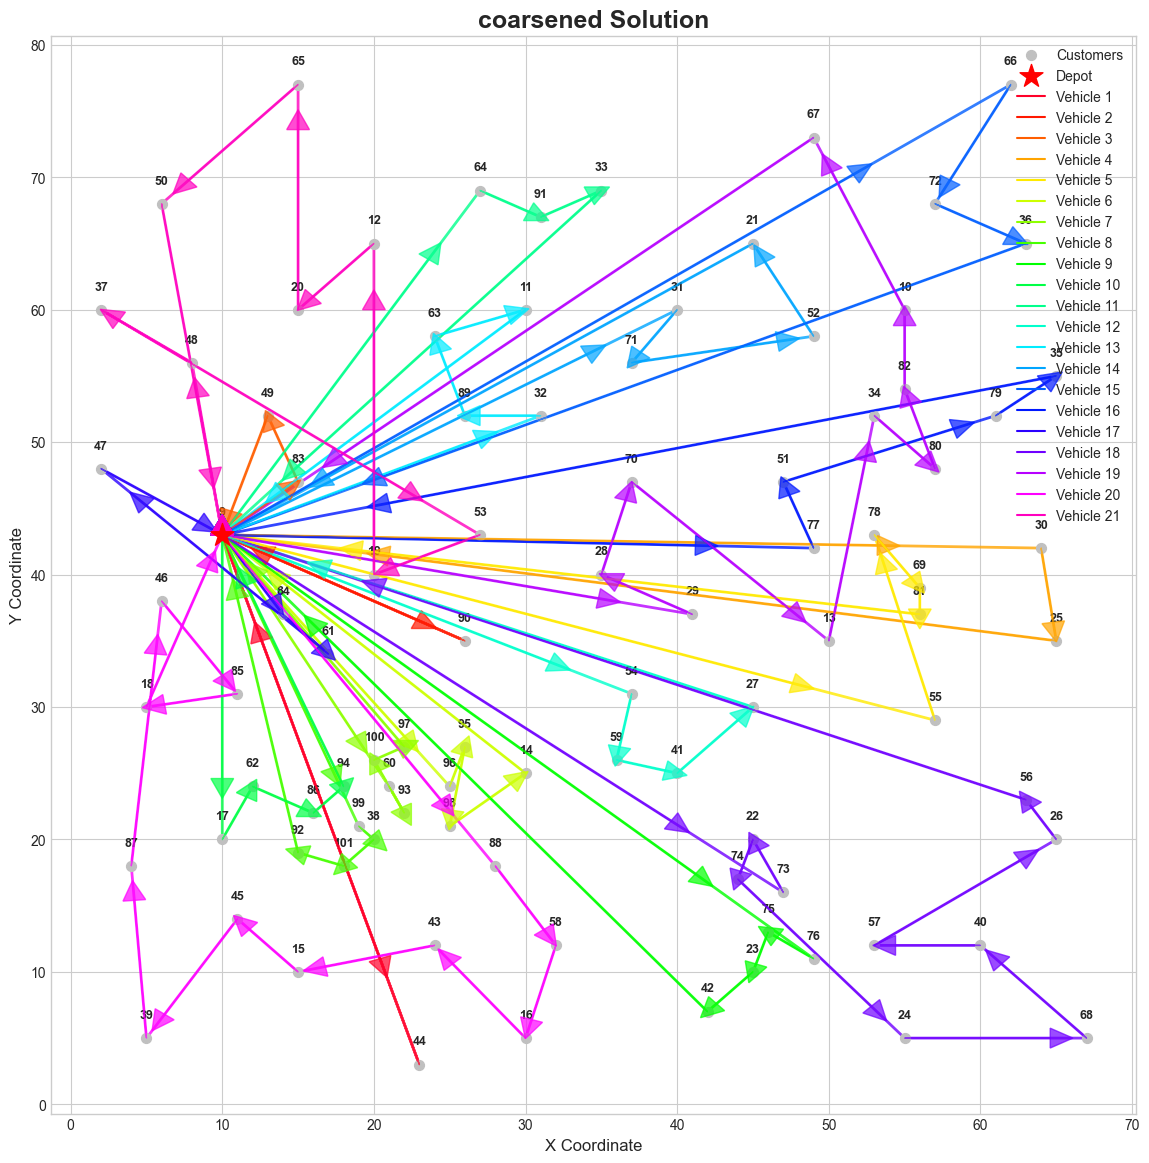 coarsened Solution
Y Coordinate
X Coordinate
80
70
60
50
40
30
20
10
0
0 10 20 30 40 50 60 70
Customers
Depot
Vehicle 1
Vehicle 2
Vehicle 3
Vehicle 4
Vehicle 5
Vehicle 6
Vehicle 7
Vehicle 8
Vehicle 9
Vehicle 10
Vehicle 11
Vehicle 12
Vehicle 13
Vehicle 14
Vehicle 15
Vehicle 16
Vehicle 17
Vehicle 18
Vehicle 19
Vehicle 20
Vehicle 21
65 66
67
64 33
50 91 72
12 21 36
37 20 11 31 10
63 52
48 71 35
82
49 89 32 34 79
47 83 70 51 80
53 78 77 30
28 69
46 84 29 81
61 90 13 25
18 85 54 27 55
97 95
100 59 41 14
62 94 60 96 56
86 93 98
17 99 38 22 26
92 101 88 74 73
87
45 43 58 75 76 57 40
15 23
39 16 42 24 68
44